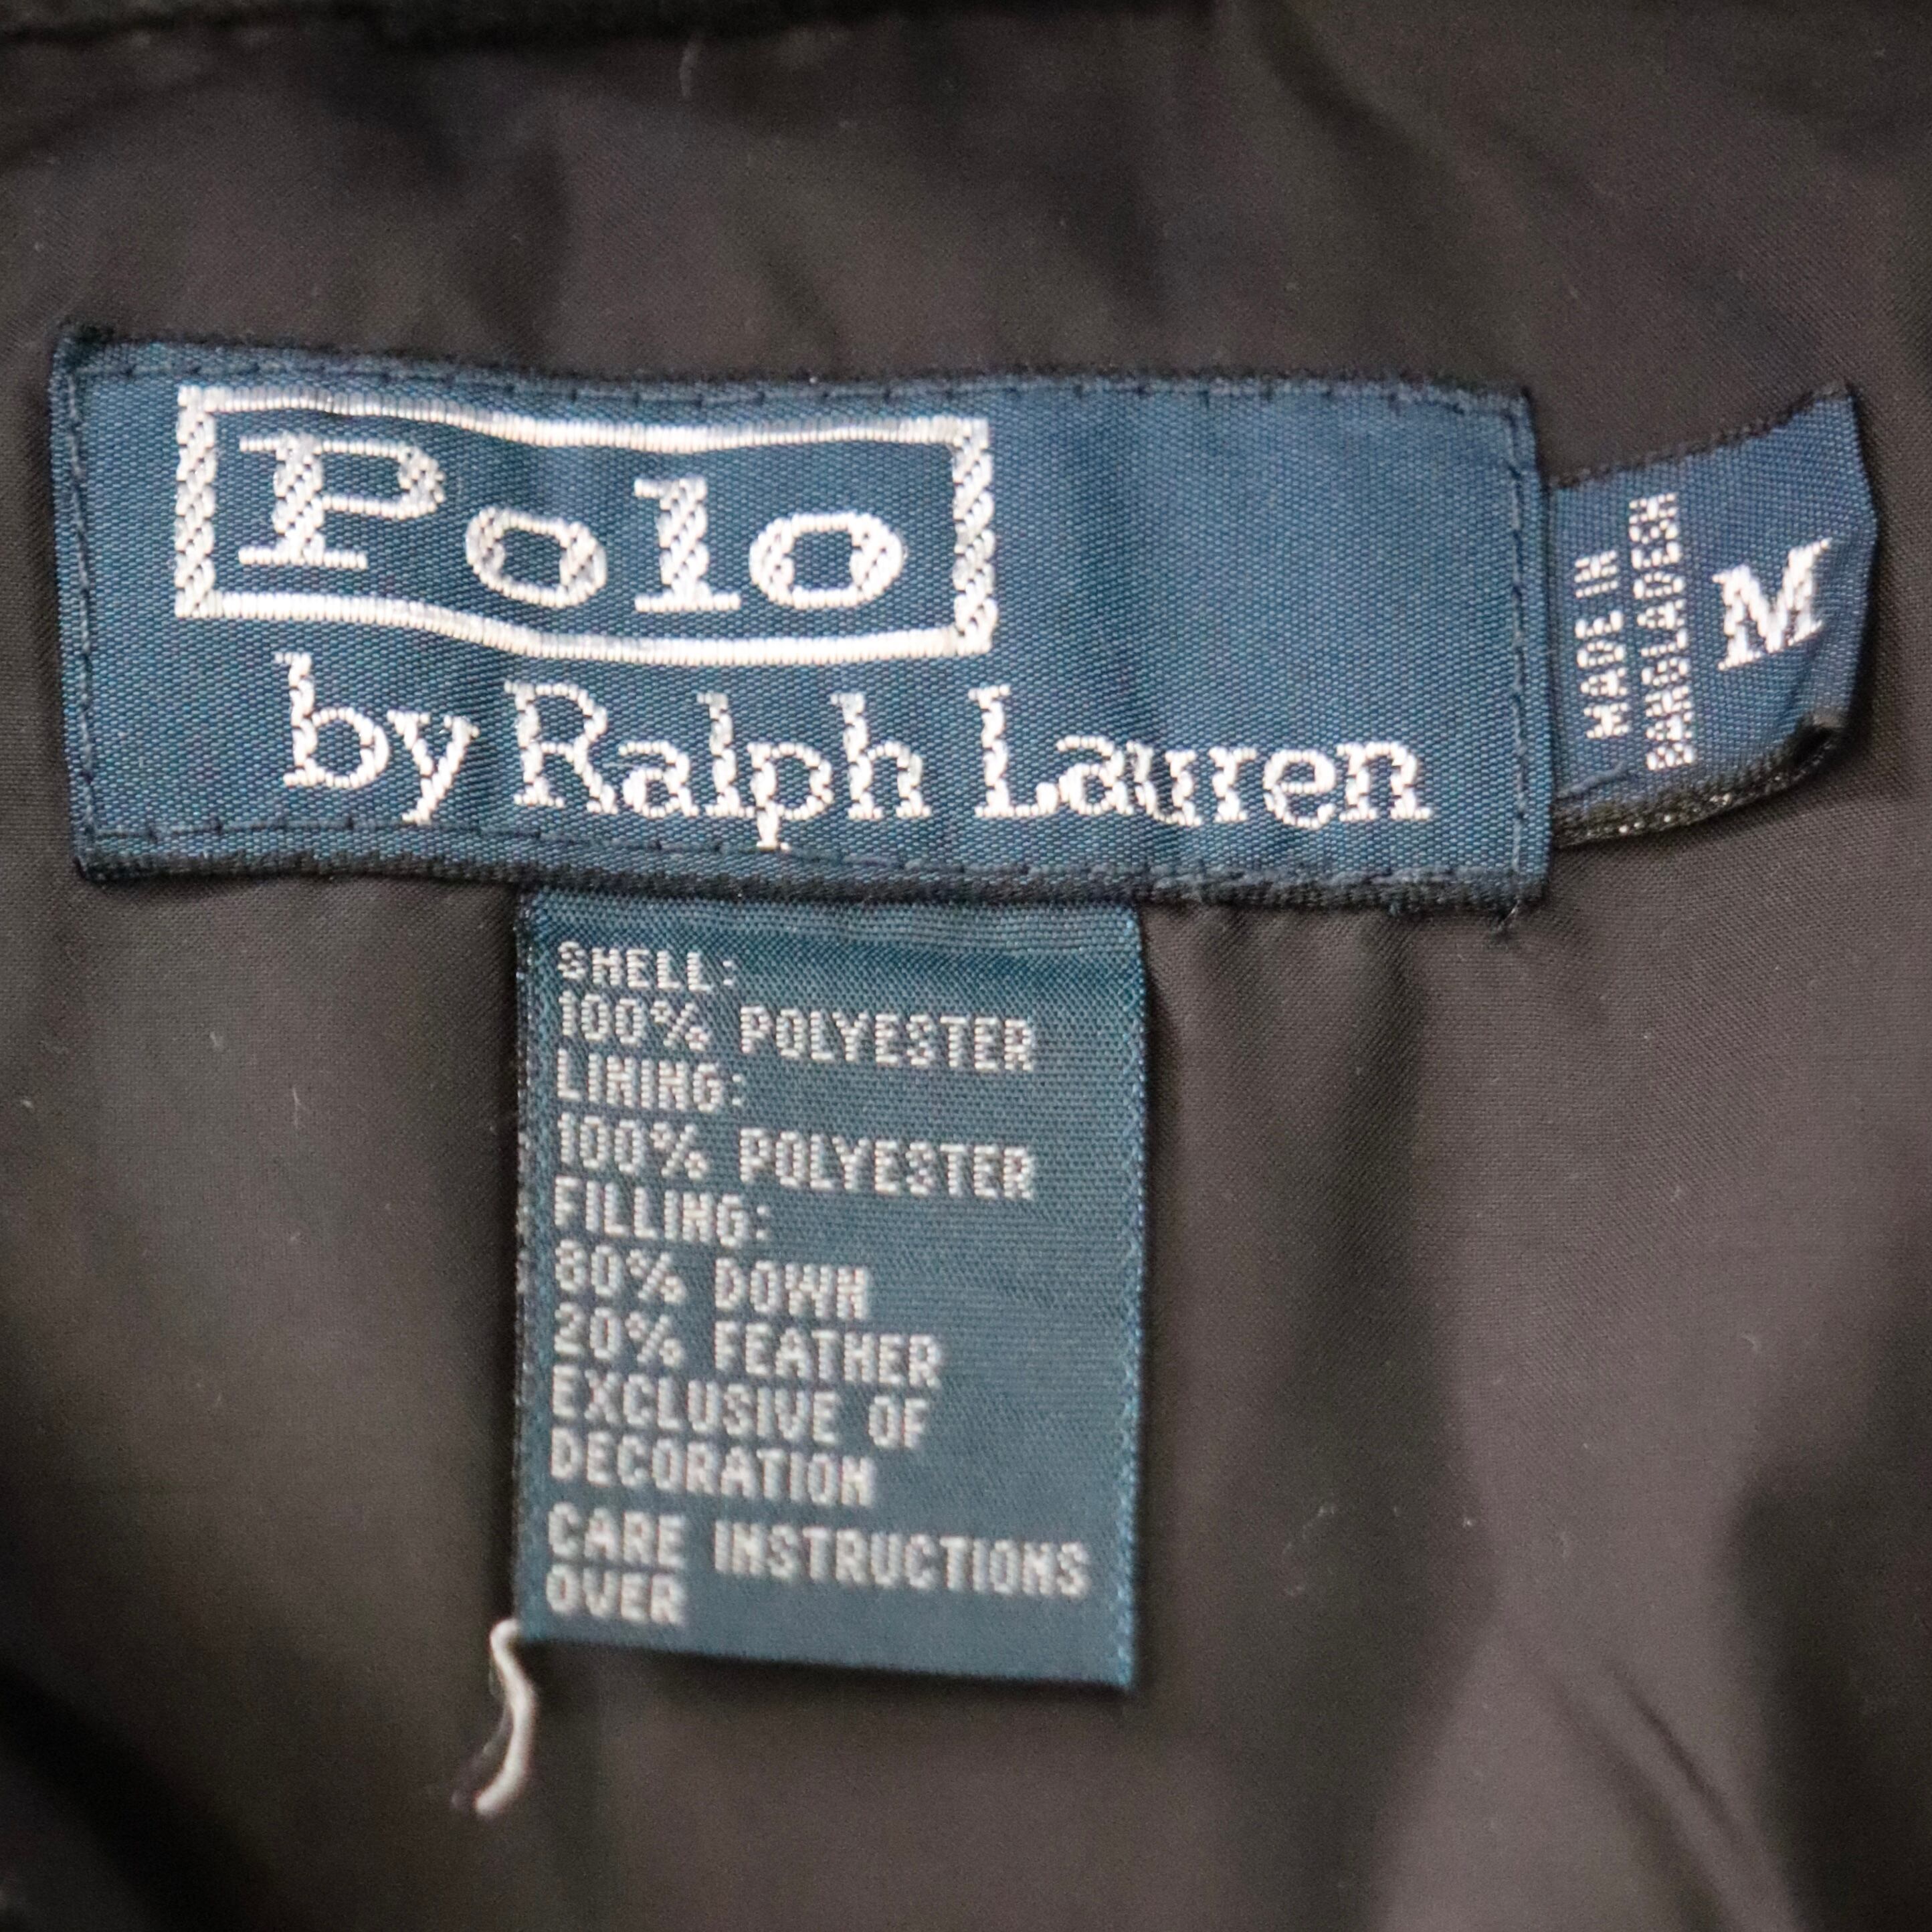 Polo
by Ralph Lauren
MADE IN
BANGLADESH
M
SHELL:
100% POLYESTER
LINING:
100% POLYESTER
FILLING:
80% DOWN
20% FEATHER
EXCLUSIVE OF
DECORATION
CARE INSTRUCTIONS
OVER